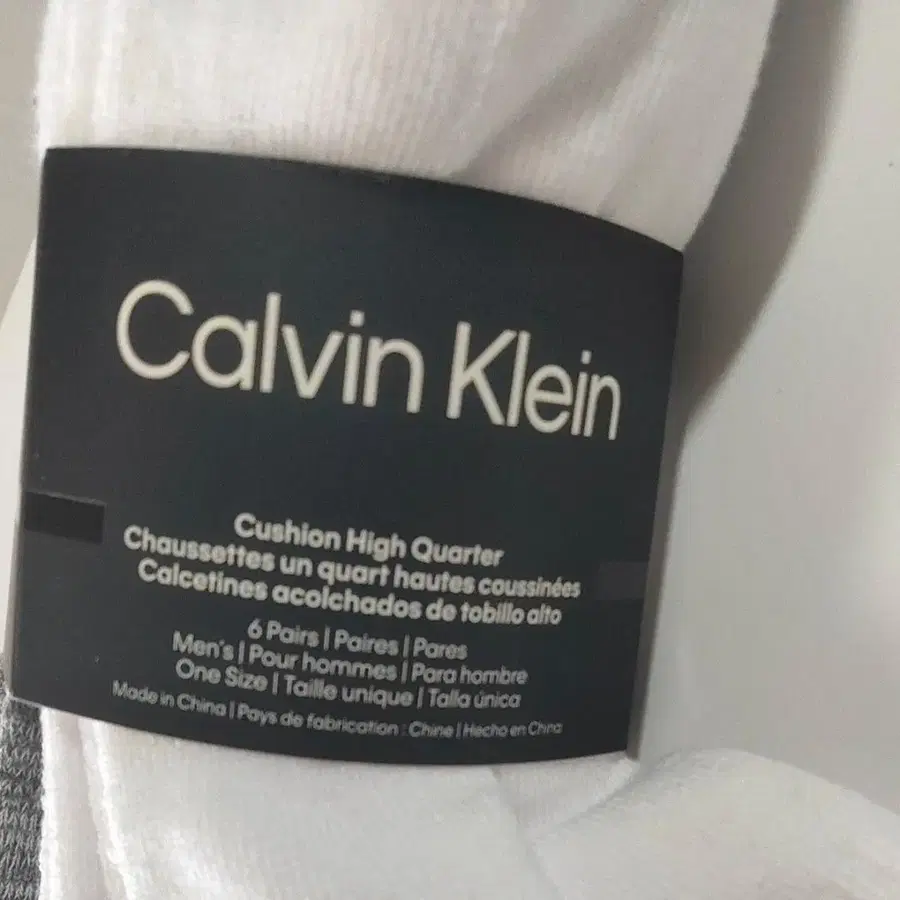 Calvin Klein
Cushion High Quarter
Chaussettes un quart hautes coussinées
Calcetines acolchados de tobillo alto
6 Pairs | Paires | Pares
Men's | Pour hommes | Para hombre
One Size | Taille unique | Talla única
Made in China | Pays de fabrication : Chine | Hecho en China